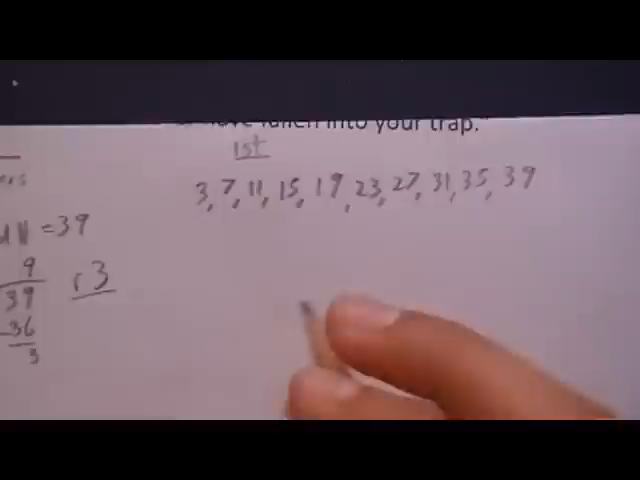 fallen into your trap."
1st
3, 7, 11, 15, 19, 23, 27, 31, 35, 39
= 39
9
39 r 3
-36
3